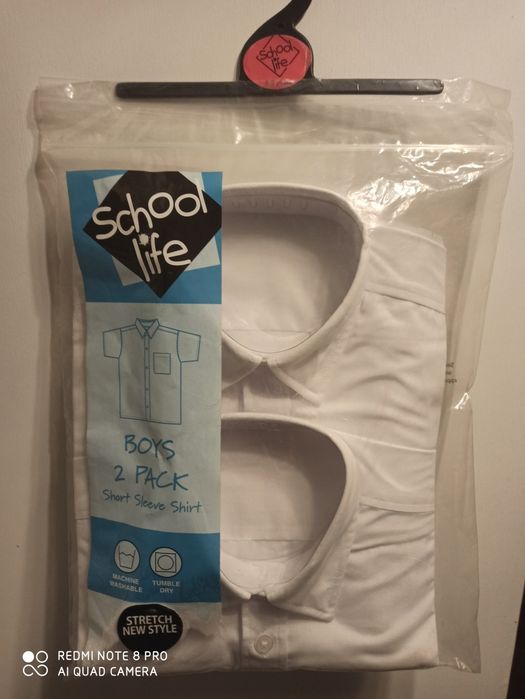 School
life
School
life
BOYS
2 PACK
Short Sleeve Shirt
MACHINE
WASHABLE
TUMBLE
DRY
STRETCH
NEW STYLE
REDMI NOTE 8 PRO
AI QUAD CAMERA